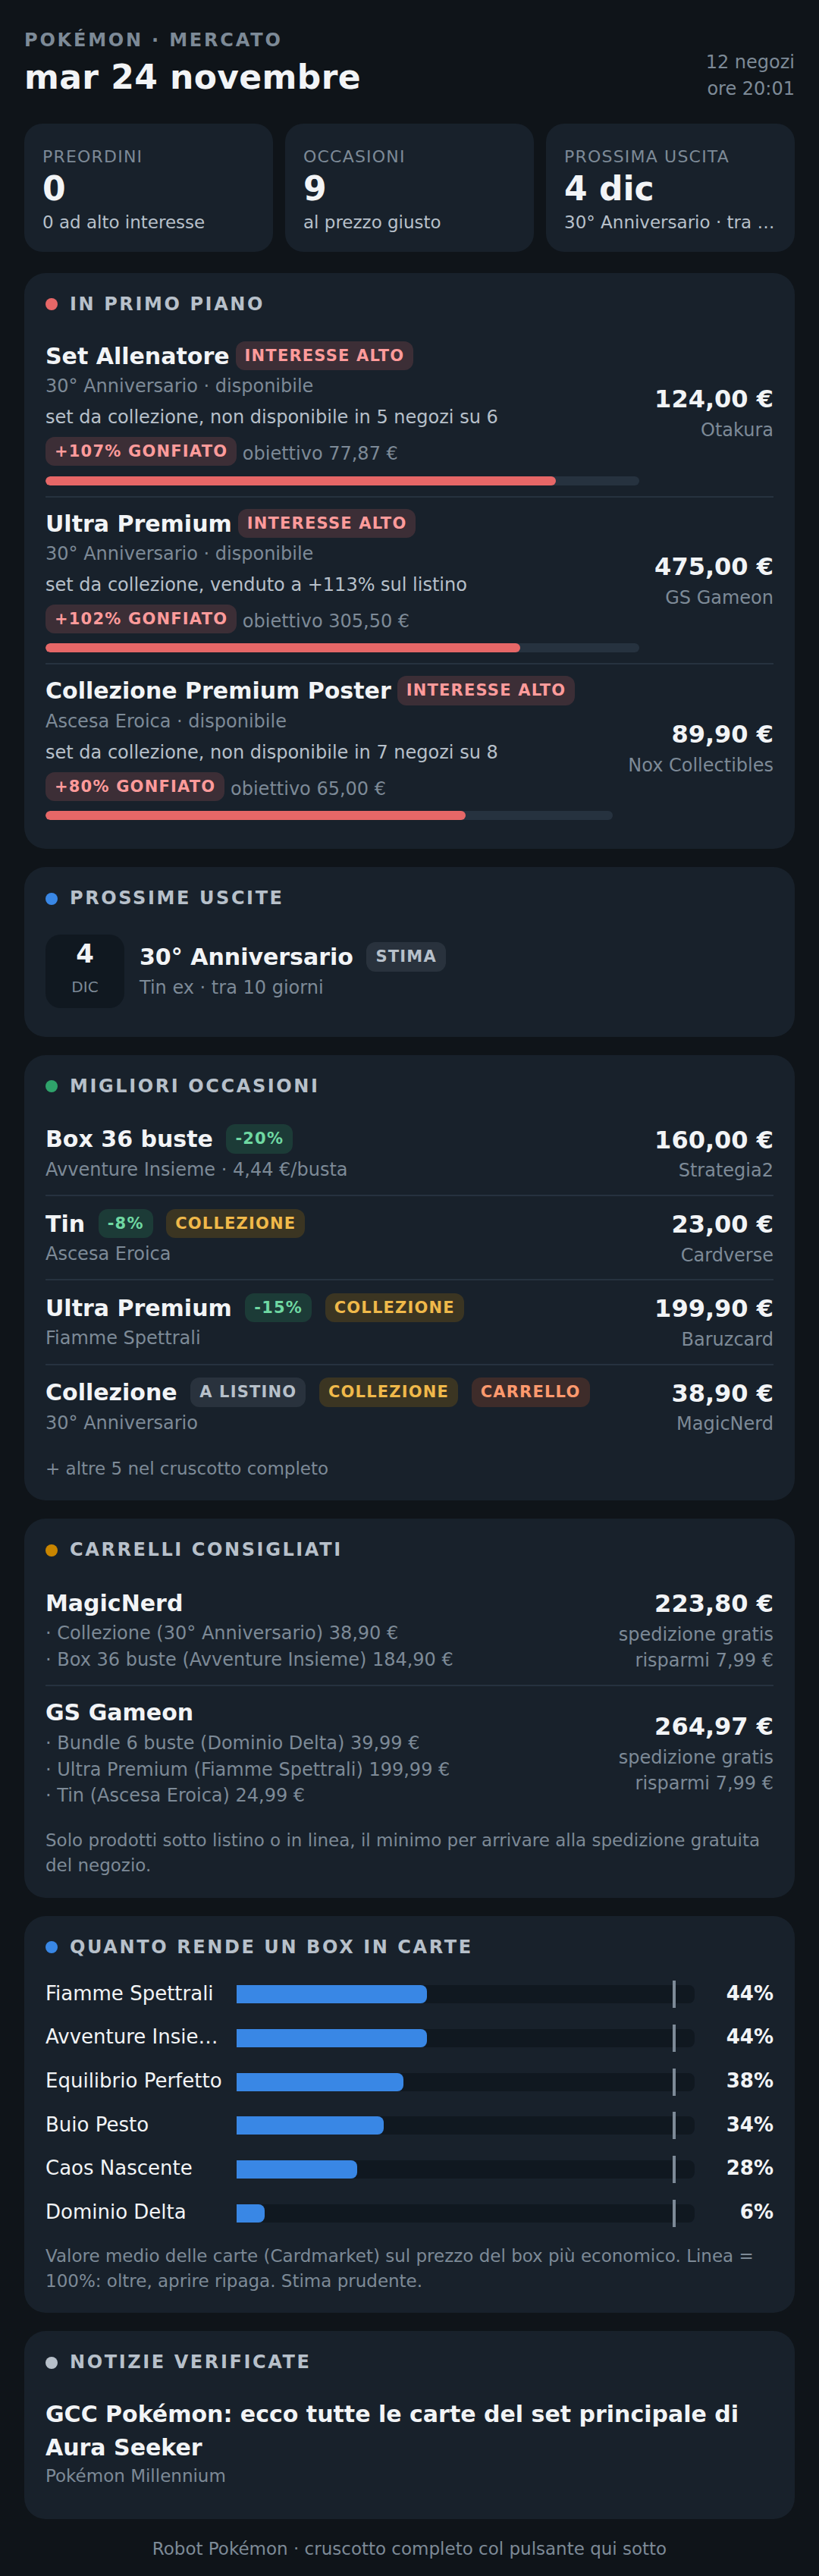 POKÉMON · MERCATO
mar 24 novembre
12 negozi
ore 20:01
PREORDINI
0
0 ad alto interesse
OCCASIONI
9
al prezzo giusto
PROSSIMA USCITA
4 dic
30° Anniversario · tra …
IN PRIMO PIANO
Set Allenatore INTERESSE ALTO
30° Anniversario · disponibile
set da collezione, non disponibile in 5 negozi su 6
+107% GONFIATO obiettivo 77,87 €
124,00 €
Otakura
Ultra Premium INTERESSE ALTO
30° Anniversario · disponibile
set da collezione, venduto a +113% sul listino
+102% GONFIATO obiettivo 305,50 €
475,00 €
GS Gameon
Collezione Premium Poster INTERESSE ALTO
Ascesa Eroica · disponibile
set da collezione, non disponibile in 7 negozi su 8
+80% GONFIATO obiettivo 65,00 €
89,90 €
Nox Collectibles
PROSSIME USCITE
4
DIC
30° Anniversario STIMA
Tin ex · tra 10 giorni
MIGLIORI OCCASIONI
Box 36 buste -20%
Avventure Insieme · 4,44 €/busta
160,00 €
Strategia2
Tin -8% COLLEZIONE
Ascesa Eroica
23,00 €
Cardverse
Ultra Premium -15% COLLEZIONE
Fiamme Spettrali
199,90 €
Baruzcard
Collezione A LISTINO COLLEZIONE CARRELLO
30° Anniversario
38,90 €
MagicNerd
+ altre 5 nel cruscotto completo
CARRELLI CONSIGLIATI
MagicNerd
· Collezione (30° Anniversario) 38,90 €
· Box 36 buste (Avventure Insieme) 184,90 €
223,80 €
spedizione gratis
risparmi 7,99 €
GS Gameon
· Bundle 6 buste (Dominio Delta) 39,99 €
· Ultra Premium (Fiamme Spettrali) 199,99 €
· Tin (Ascesa Eroica) 24,99 €
264,97 €
spedizione gratis
risparmi 7,99 €
Solo prodotti sotto listino o in linea, il minimo per arrivare alla spedizione gratuita
del negozio.
QUANTO RENDE UN BOX IN CARTE
Fiamme Spettrali 44%
Avventure Insie… 44%
Equilibrio Perfetto 38%
Buio Pesto 34%
Caos Nascente 28%
Dominio Delta 6%
Valore medio delle carte (Cardmarket) sul prezzo del box più economico. Linea =
100%: oltre, aprire ripaga. Stima prudente.
NOTIZIE VERIFICATE
GCC Pokémon: ecco tutte le carte del set principale di
Aura Seeker
Pokémon Millennium
Robot Pokémon · cruscotto completo col pulsante qui sotto